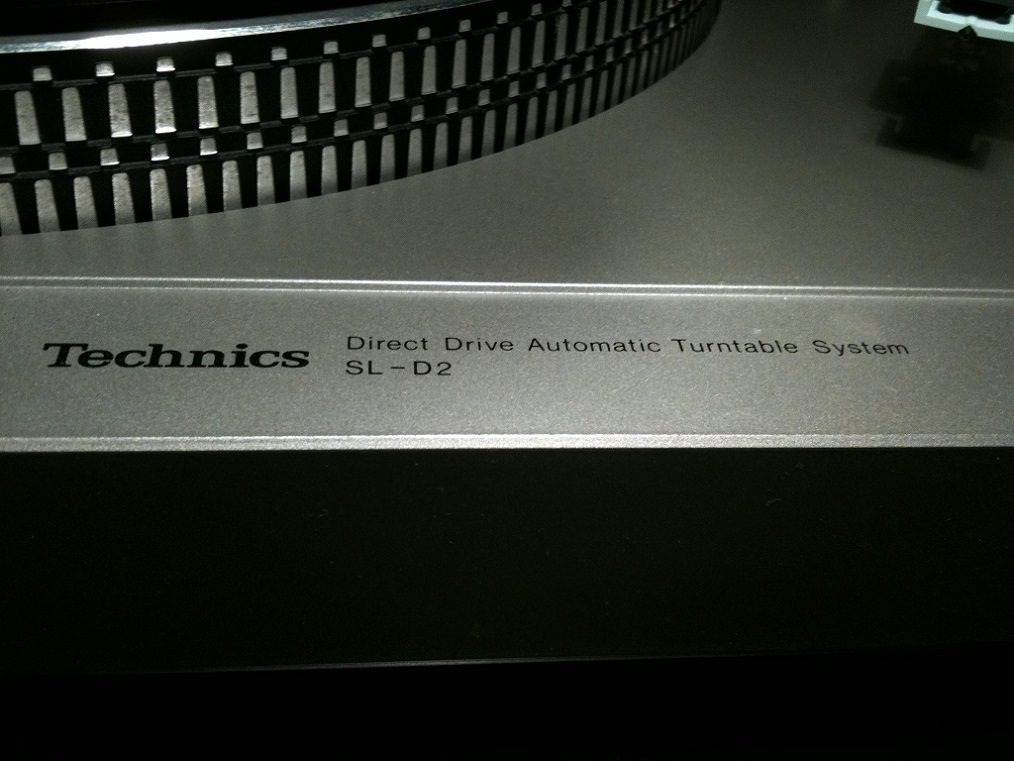 Technics Direct Drive Automatic Turntable System
SL-D2